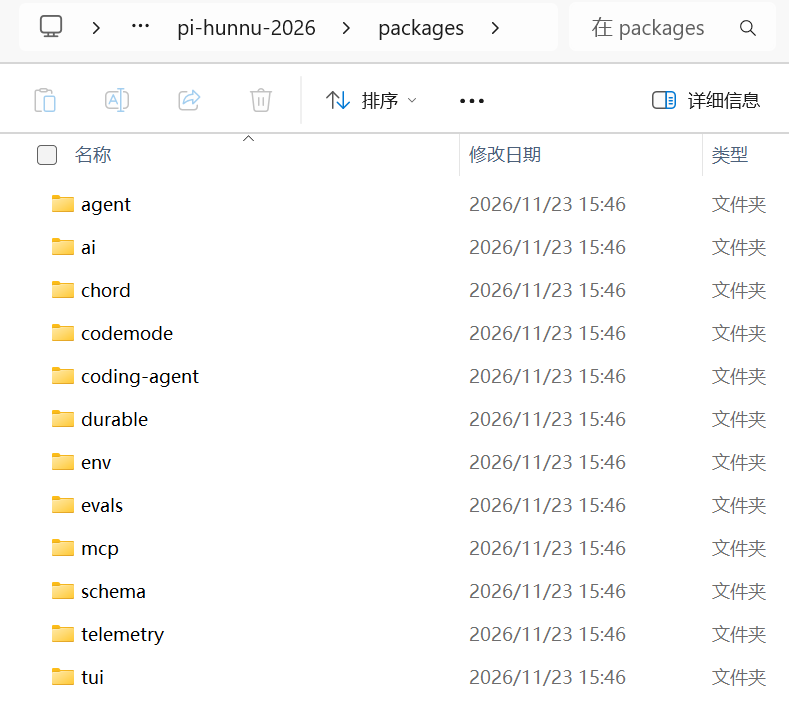 … pi-hunnu-2026 packages 在 packages
排序 ••• 详细信息
名称 修改日期 类型
agent 2026/11/23 15:46 文件夹
ai 2026/11/23 15:46 文件夹
chord 2026/11/23 15:46 文件夹
codemode 2026/11/23 15:46 文件夹
coding-agent 2026/11/23 15:46 文件夹
durable 2026/11/23 15:46 文件夹
env 2026/11/23 15:46 文件夹
evals 2026/11/23 15:46 文件夹
mcp 2026/11/23 15:46 文件夹
schema 2026/11/23 15:46 文件夹
telemetry 2026/11/23 15:46 文件夹
tui 2026/11/23 15:46 文件夹